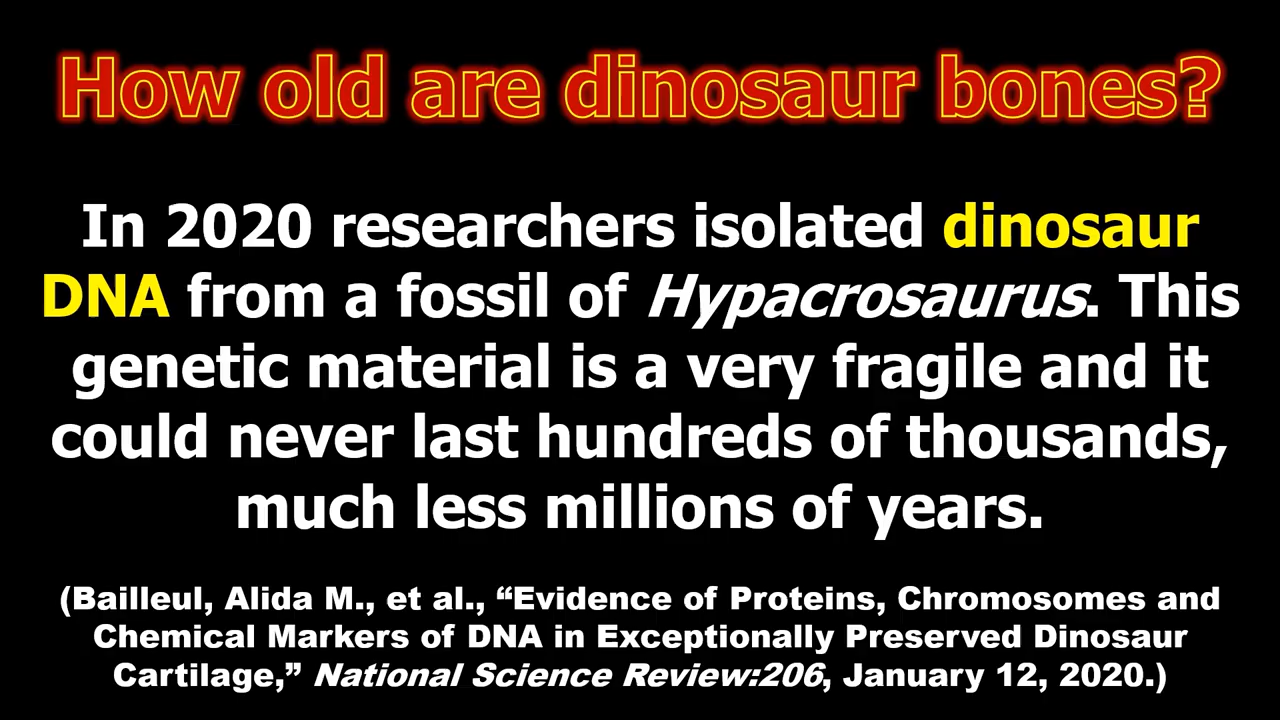 How old are dinosaur bones?
In 2020 researchers isolated dinosaur
DNA from a fossil of Hypacrosaurus. This
genetic material is a very fragile and it
could never last hundreds of thousands,
much less millions of years.
(Bailleul, Alida M., et al., “Evidence of Proteins, Chromosomes and
Chemical Markers of DNA in Exceptionally Preserved Dinosaur
Cartilage,” National Science Review:206, January 12, 2020.)